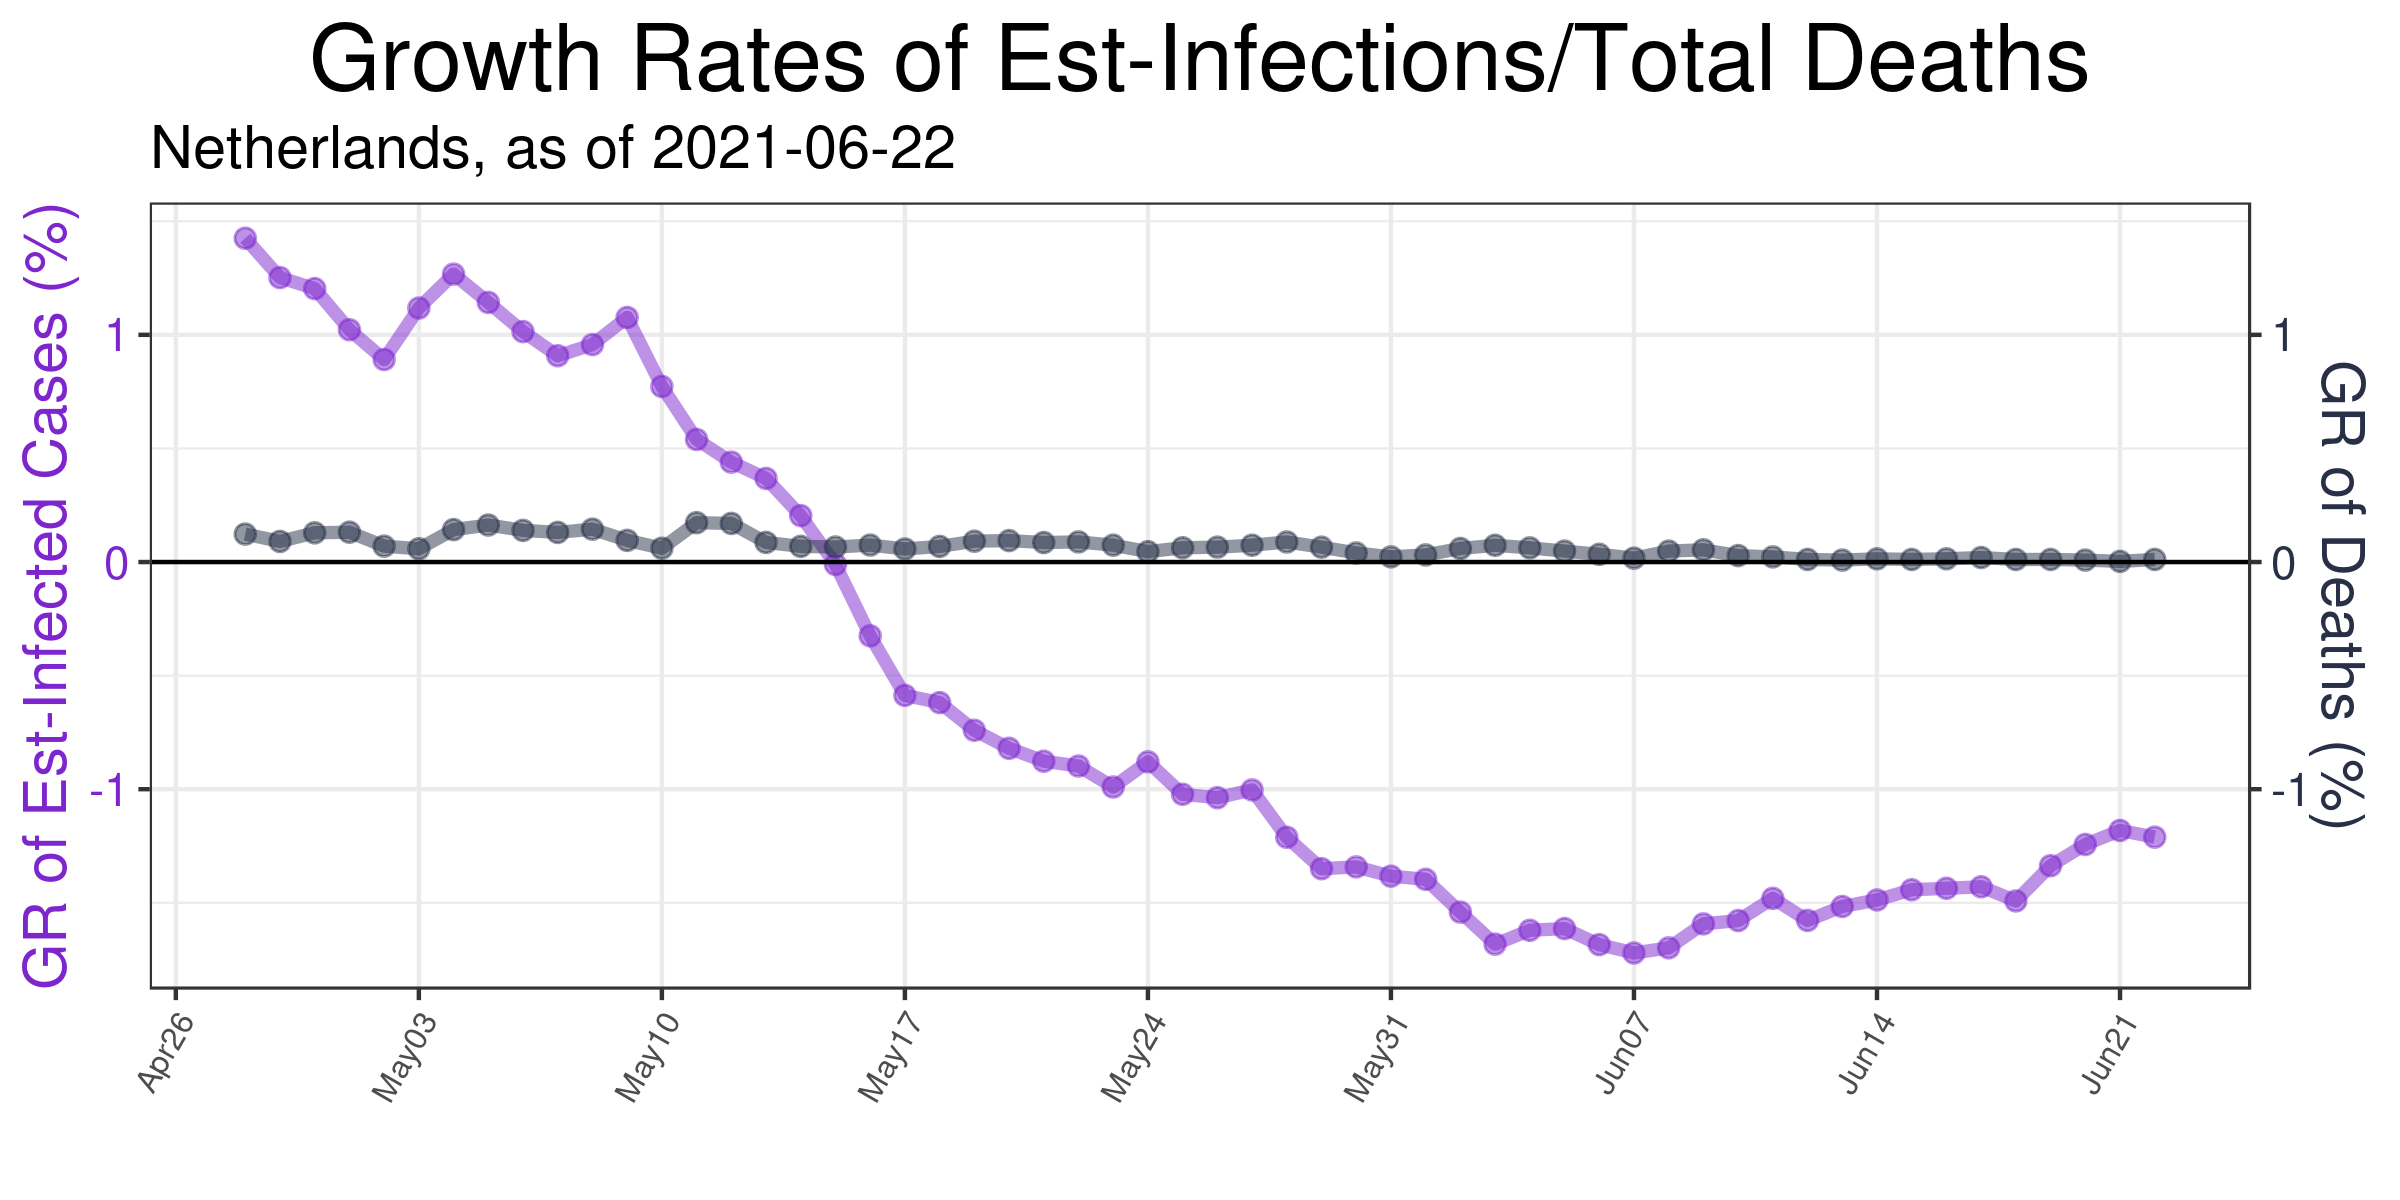 Growth Rates of Est-Infections/Total Deaths
Netherlands, as of 2021-06-22
GR of Est-Infected Cases (%)
1
0
-1
1
0
-1
GR of Deaths (%)
Apr26
May03
May10
May17
May24
May31
Jun07
Jun14
Jun21